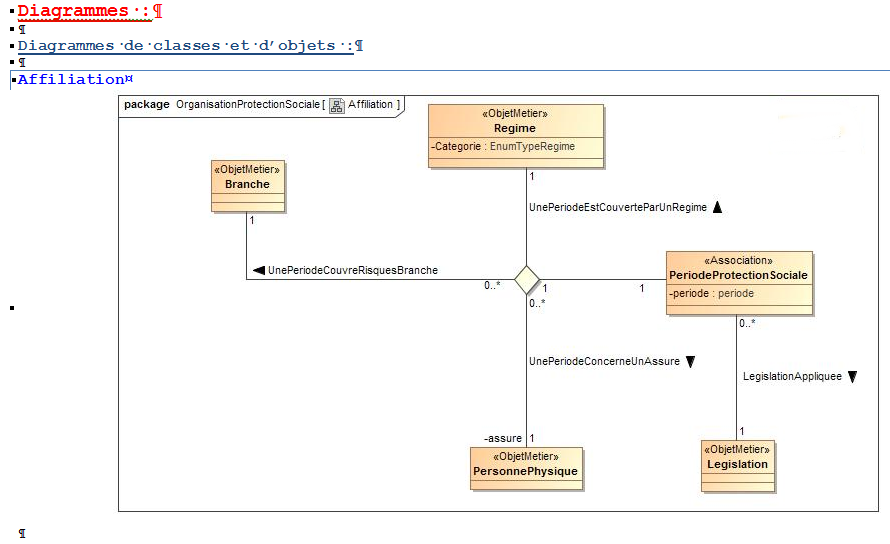 Diagrammes :¶
¶
Diagrammes de classes et d'objets :¶
¶
Affiliation¤
package OrganisationProtectionSociale [ Affiliation ]
«ObjetMetier»
Regime
-Categorie : EnumTypeRegime
1
UnePeriodeEstCouverteParUnRegime ▲
«ObjetMetier»
Branche
1
◀ UnePeriodeCouvreRisquesBranche
0..*
0..*
1
1
«Association»
PeriodeProtectionSociale
-periode : periode
0..*
UnePeriodeConcerneUnAssure ▼
LegislationAppliquee ▼
-assure 1
«ObjetMetier»
PersonnePhysique
1
«ObjetMetier»
Legislation
¶